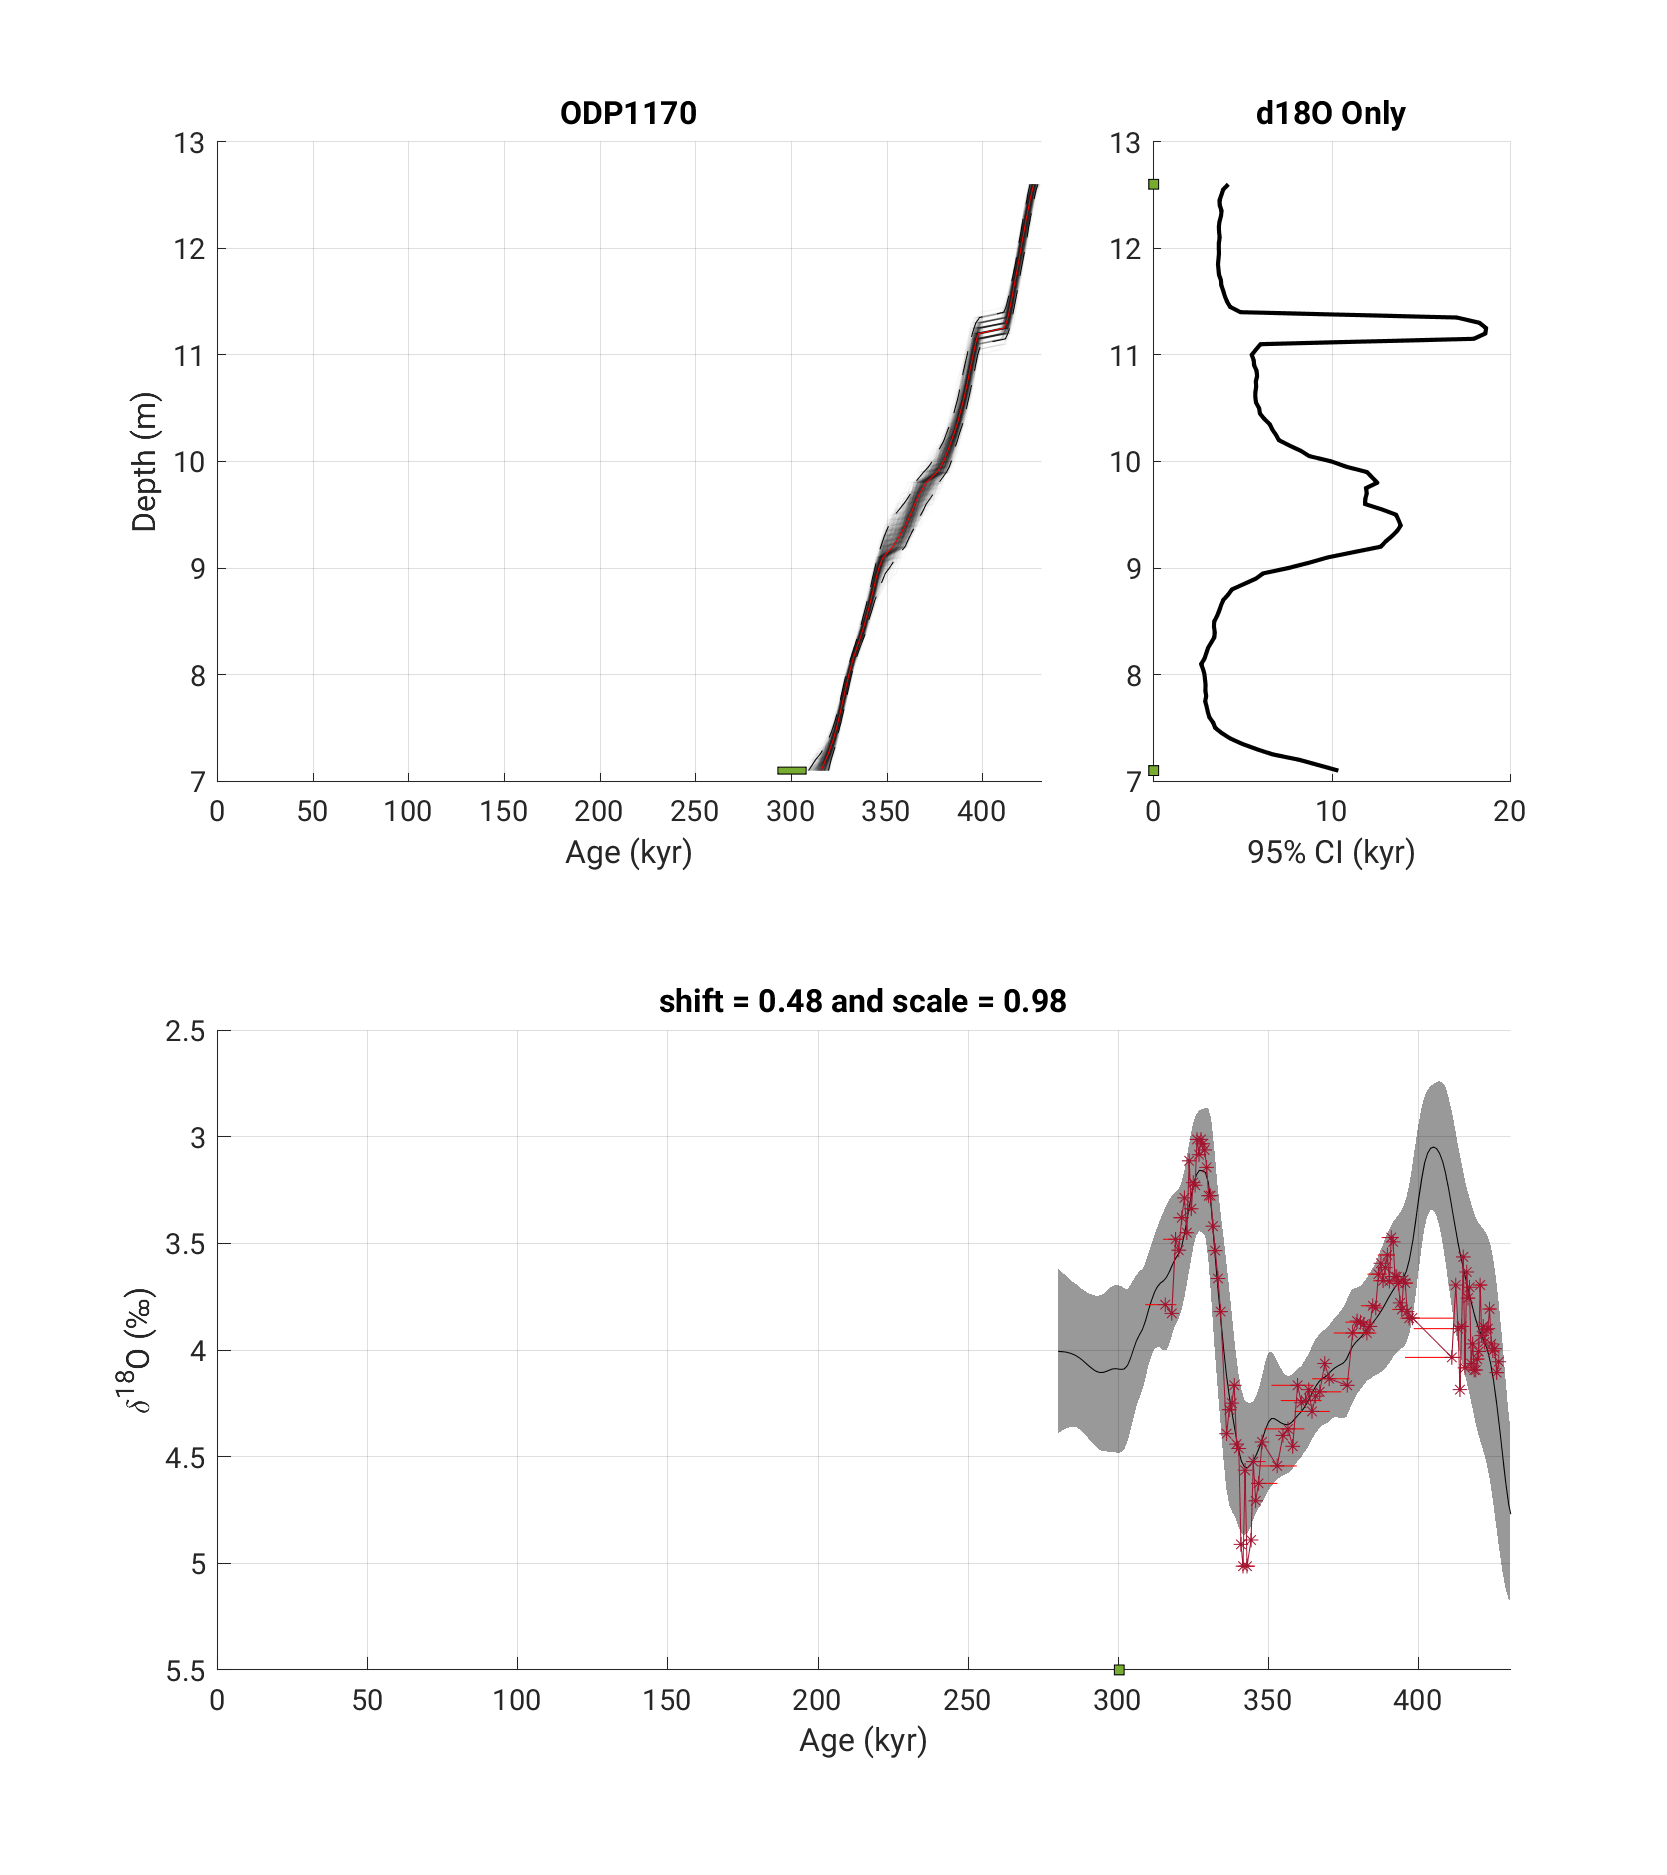 ODP1170
13
12
11
10
9
8
7
0 50 100 150 200 250 300 350 400
Age (kyr)
Depth (m)
d18O Only
13
12
11
10
9
8
7
0 10 20
95% CI (kyr)
shift = 0.48 and scale = 0.98
2.5
3
3.5
4
4.5
5
5.5
0 50 100 150 200 250 300 350 400
Age (kyr)
δ18O (‰)